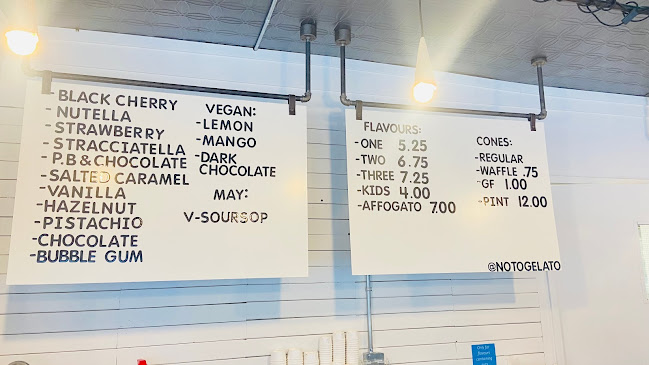 -BLACK CHERRY
-NUTELLA
-STRAWBERRY
-STRACCIATELLA
-P.B & CHOCOLATE
-SALTED CARAMEL
-VANILLA
-HAZELNUT
-PISTACHIO
-CHOCOLATE
-BUBBLE GUM
VEGAN:
-LEMON
-MANGO
-DARK
CHOCOLATE
MAY:
V-SOURSOP
FLAVOURS:
-ONE 5.25
-TWO 6.75
-THREE 7.25
-KIDS 4.00
-AFFOGATO 7.00
CONES:
-REGULAR
-WAFFLE .75
-GF 1.00
-PINT 12.00
@NOTOGELATO